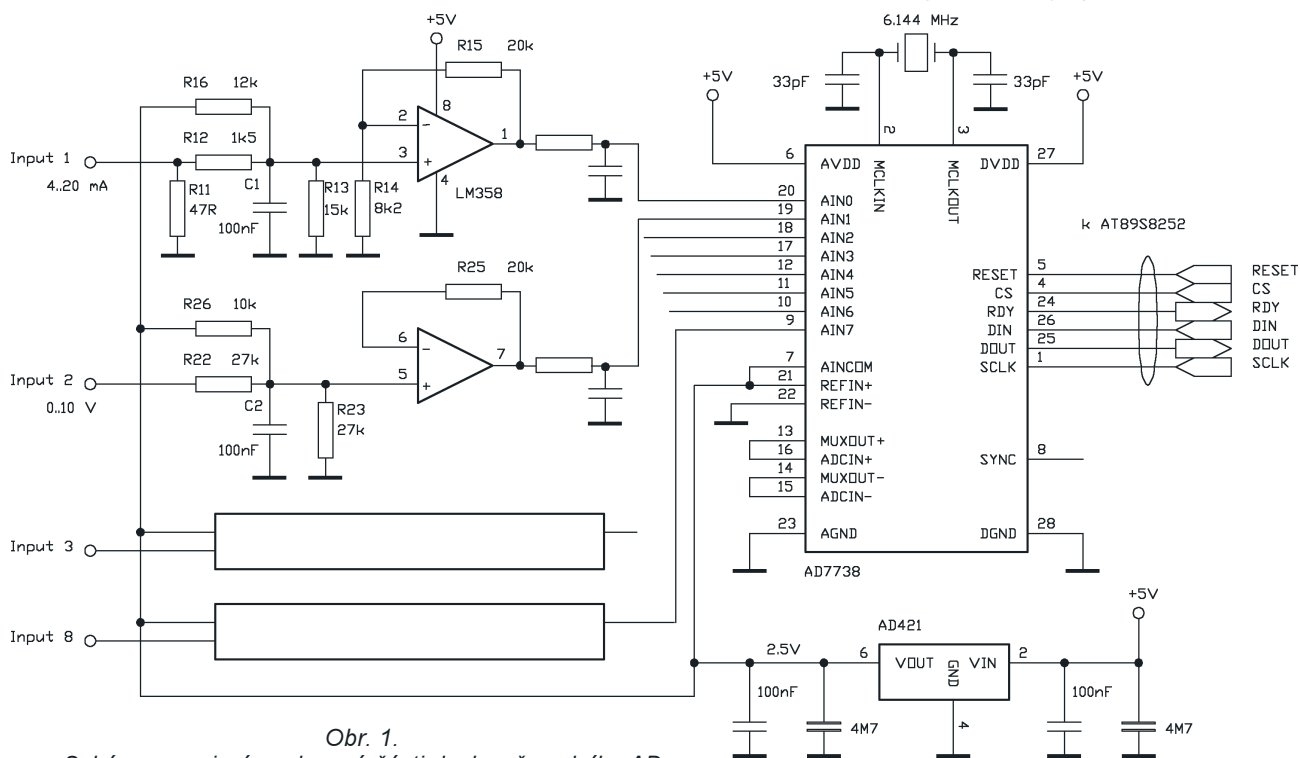 +5V
R15 20k
R16 12k
R12 1k5
Input 1
4..20 mA
R11
47R
C1
100nF
R13
15k
R14
8k2
2
3
8
4
1
LM358
R25 20k
R26 10k
R22 27k
Input 2
0..10 V
C2
100nF
R23
27k
6
5
7
Input 3
Input 8
6.144 MHz
33pF
33pF
+5V
+5V
2
3
6 AVDD
MCLKIN
MCLKOUT
DVDD 27
20 AIN0
19 AIN1
18 AIN2
17 AIN3
12 AIN4
11 AIN5
10 AIN6
9 AIN7
7 AINCOM
21 REFIN+
22 REFIN-
13 MUXOUT+
16 ADCIN+
14 MUXOUT-
15 ADCIN-
23 AGND
k AT89S8252
RESET 5 RESET
CS 4 CS
RDY 24 RDY
DIN 26 DIN
DOUT 25 DOUT
SCLK 1 SCLK
SYNC 8
DGND 28
AD7738
+5V
AD421
2.5V
6 VOUT GND VIN 2
4
100nF
4M7
100nF
4M7
Obr. 1.